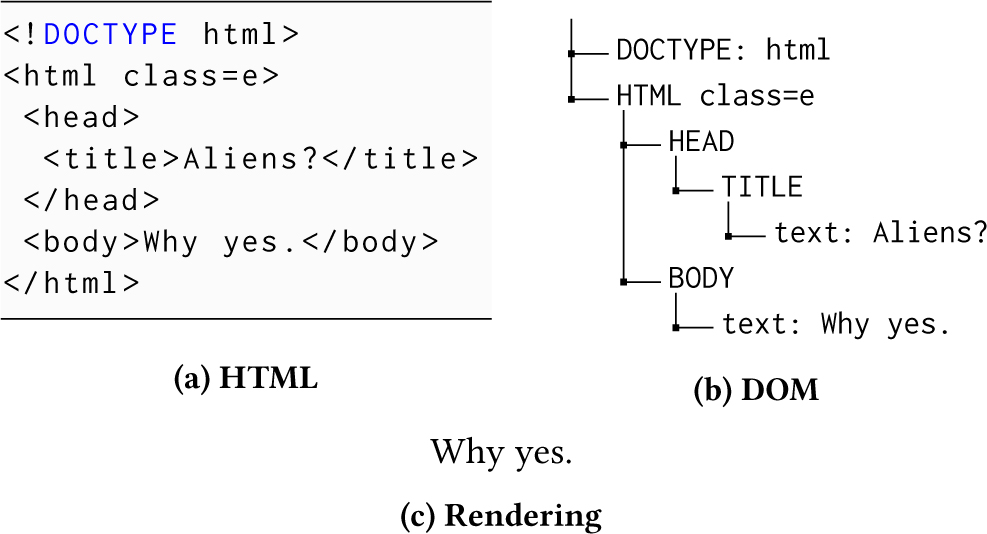 <!DOCTYPE html>
<html class=e>
<head>
<title>Aliens?</title>
</head>
<body>Why yes.</body>
</html>
(a) HTML
DOCTYPE: html
HTML class=e
HEAD
TITLE
text: Aliens?
BODY
text: Why yes.
(b) DOM
Why yes.
(c) Rendering